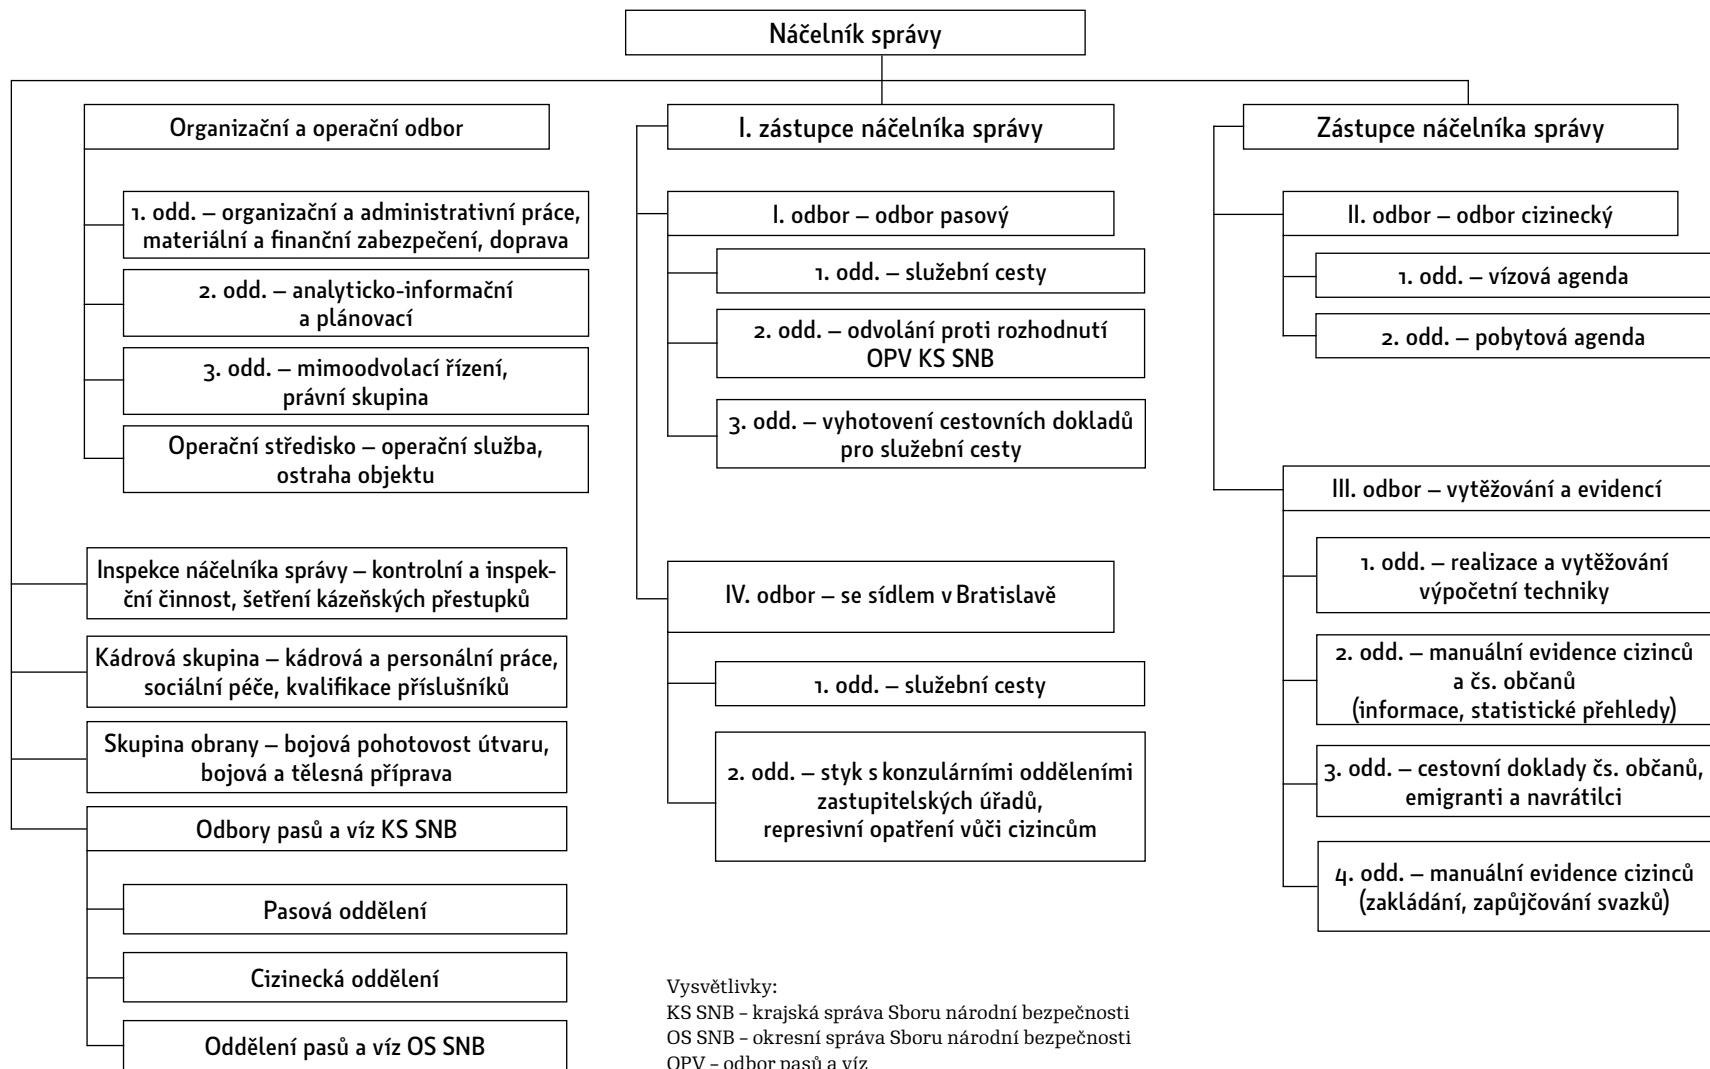 Náčelník správy
Organizační a operační odbor
1. odd. – organizační a administrativní práce,
materiální a finanční zabezpečení, doprava
2. odd. – analyticko-informační
a plánovací
3. odd. – mimoodvolací řízení,
právní skupina
Operační středisko – operační služba,
ostraha objektu
Inspekce náčelníka správy – kontrolní a inspek-
ční činnost, šetření kázeňských přestupků
Kádrová skupina – kádrová a personální práce,
sociální péče, kvalifikace příslušníků
Skupina obrany – bojová pohotovost útvaru,
bojová a tělesná příprava
Odbory pasů a víz KS SNB
Pasová oddělení
Cizinecká oddělení
Oddělení pasů a víz OS SNB
I. zástupce náčelníka správy
I. odbor – odbor pasový
1. odd. – služební cesty
2. odd. – odvolání proti rozhodnutí
OPV KS SNB
3. odd. – vyhotovení cestovních dokladů
pro služební cesty
IV. odbor – se sídlem v Bratislavě
1. odd. – služební cesty
2. odd. – styk s konzulárními odděleními
zastupitelských úřadů,
represivní opatření vůči cizincům
Zástupce náčelníka správy
II. odbor – odbor cizinecký
1. odd. – vízová agenda
2. odd. – pobytová agenda
III. odbor – vytěžování a evidencí
1. odd. – realizace a vytěžování
výpočetní techniky
2. odd. – manuální evidence cizinců
a čs. občanů
(informace, statistické přehledy)
3. odd. – cestovní doklady čs. občanů,
emigranti a navrátilci
4. odd. – manuální evidence cizinců
(zakládání, zapůjčování svazků)
Vysvětlivky:
KS SNB – krajská správa Sboru národní bezpečnosti
OS SNB – okresní správa Sboru národní bezpečnosti
OPV – odbor pasů a víz